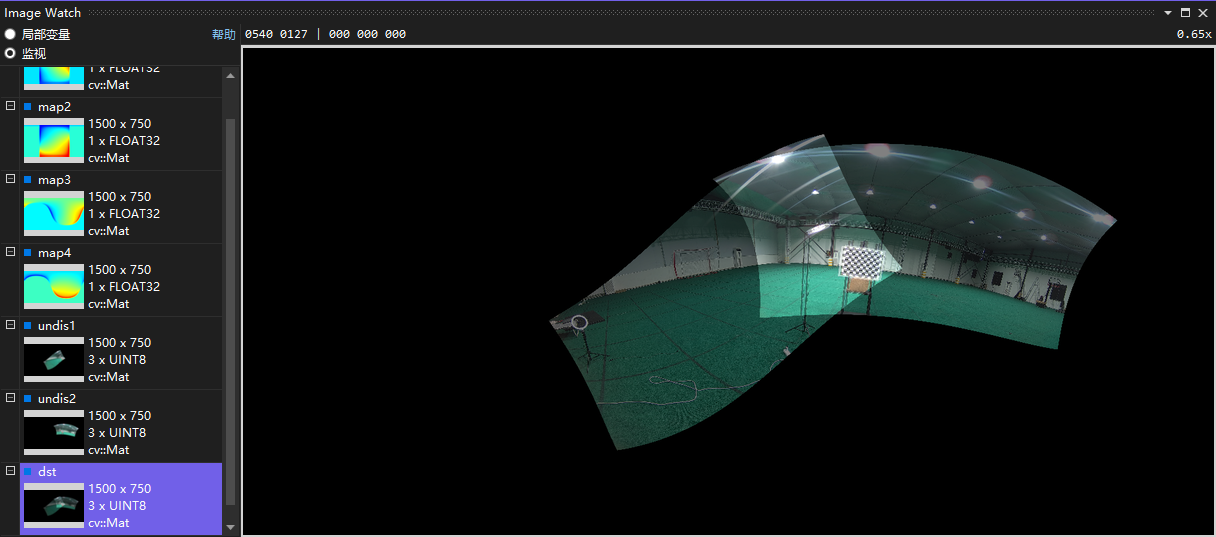 Image Watch
局部变量
帮助
0540 0127 | 000 000 000
0.65x
监视
1 x FLOAT32
cv::Mat
map2
1500 x 750
1 x FLOAT32
cv::Mat
map3
1500 x 750
1 x FLOAT32
cv::Mat
map4
1500 x 750
1 x FLOAT32
cv::Mat
undis1
1500 x 750
3 x UINT8
cv::Mat
undis2
1500 x 750
3 x UINT8
cv::Mat
dst
1500 x 750
3 x UINT8
cv::Mat